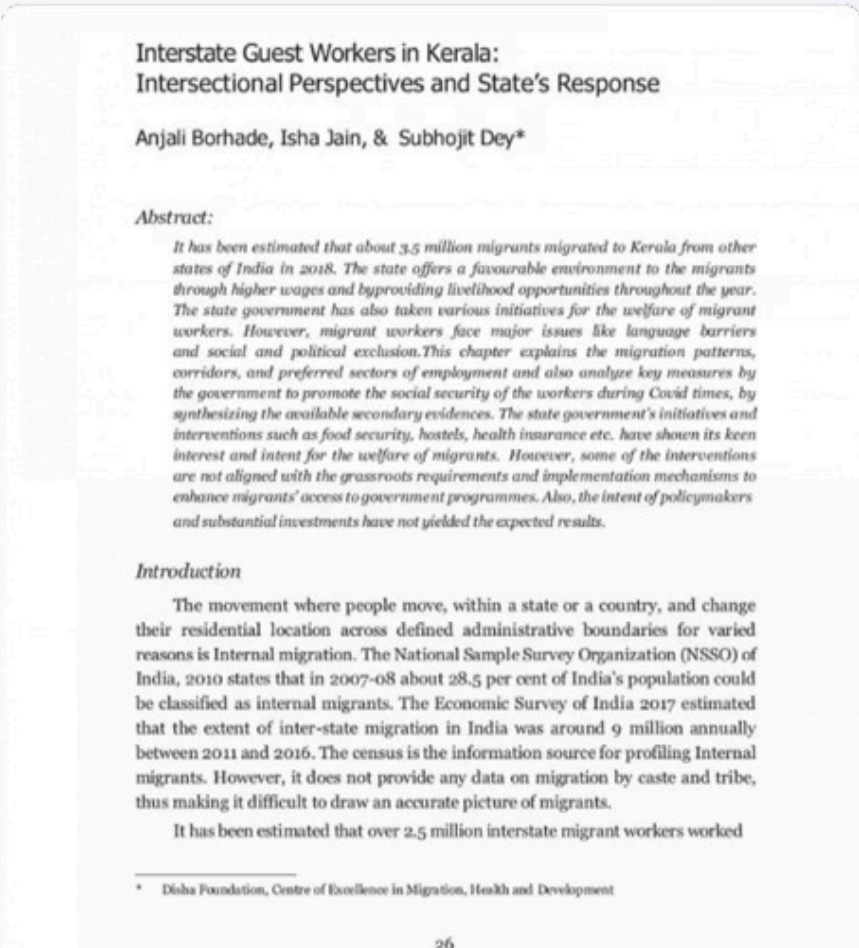 Interstate Guest Workers in Kerala:
Intersectional Perspectives and State's Response
Anjali Borhade, Isha Jain, & Subhojit Dey*
Abstract:
It has been estimated that about 3.5 million migrants migrated to Kerala from other
states of India in 2018. The state offers a favourable environment to the migrants
through higher wages and byproviding livelihood opportunities throughout the year.
The state government has also taken various initiatives for the welfare of migrant
workers. However, migrant workers face major issues like language barriers
and social and political exclusion.This chapter explains the migration patterns,
corridors, and preferred sectors of employment and also analyze key measures by
the government to promote the social security of the workers during Covid times, by
synthesizing the available secondary evidences. The state government's initiatives and
interventions such as food security, hostels, health insurance etc. have shown its keen
interest and intent for the welfare of migrants. However, some of the interventions
are not aligned with the grassroots requirements and implementation mechanisms to
enhance migrants' access to government programmes. Also, the intent of policymakers
and substantial investments have not yielded the expected results.
Introduction
The movement where people move, within a state or a country, and change
their residential location across defined administrative boundaries for varied
reasons is Internal migration. The National Sample Survey Organization (NSSO) of
India, 2010 states that in 2007-08 about 28.5 per cent of India's population could
be classified as internal migrants. The Economic Survey of India 2017 estimated
that the extent of inter-state migration in India was around 9 million annually
between 2011 and 2016. The census is the information source for profiling Internal
migrants. However, it does not provide any data on migration by caste and tribe,
thus making it difficult to draw an accurate picture of migrants.
It has been estimated that over 2.5 million interstate migrant workers worked
* Disha Foundation, Centre of Excellence in Migration, Health and Development
26